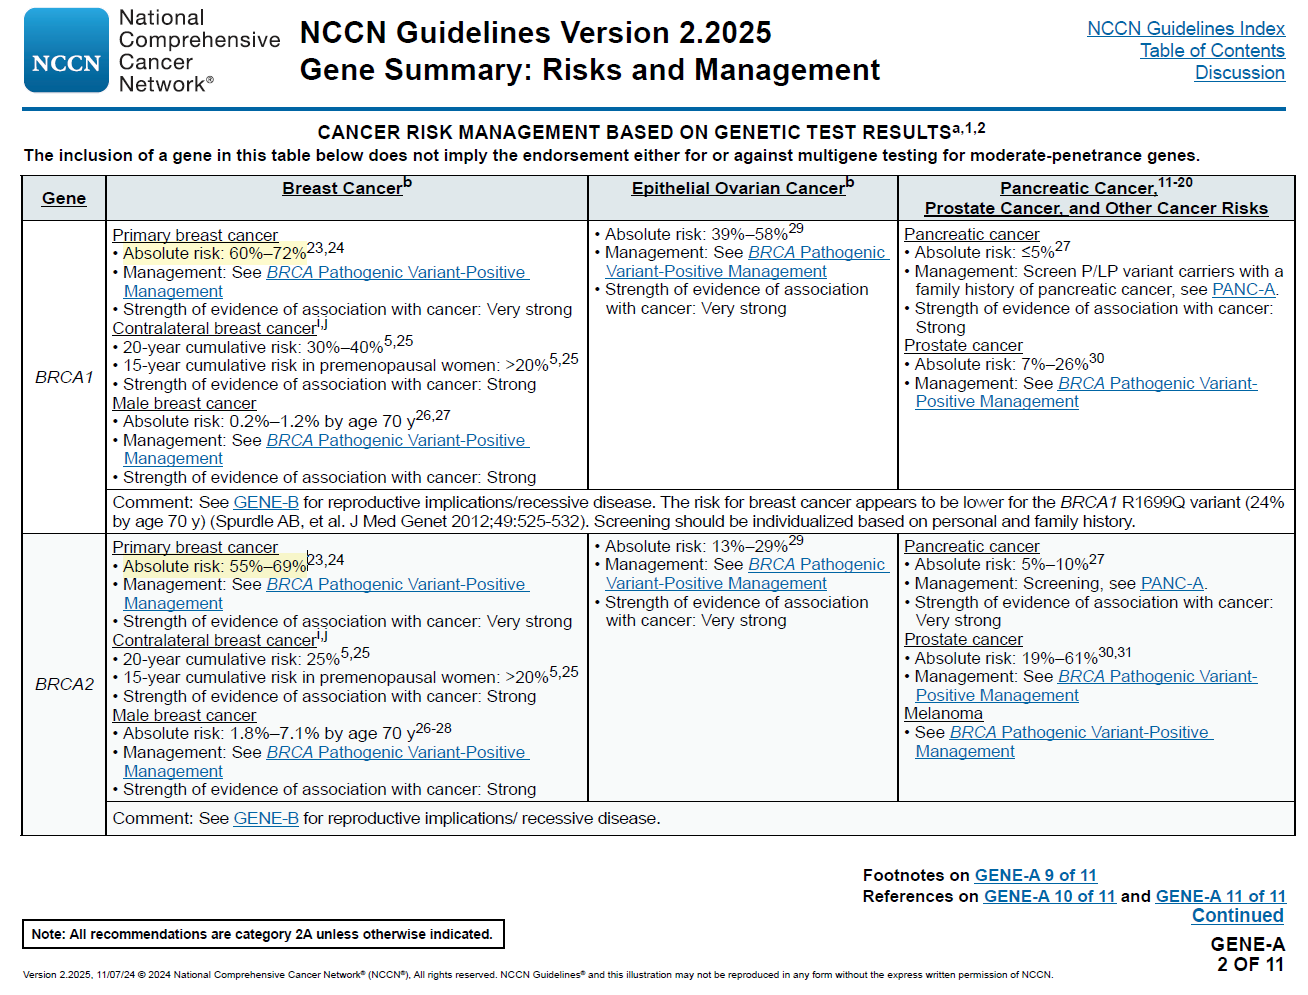 NCCN
National
Comprehensive
Cancer
Network®
NCCN Guidelines Version 2.2025
Gene Summary: Risks and Management
NCCN Guidelines Index
Table of Contents
Discussion
CANCER RISK MANAGEMENT BASED ON GENETIC TEST RESULTSa,1,2
The inclusion of a gene in this table below does not imply the endorsement either for or against multigene testing for moderate-penetrance genes.
Gene
Breast Cancerb
Epithelial Ovarian Cancerb
Pancreatic Cancer,11-20
Prostate Cancer, and Other Cancer Risks
BRCA1
Primary breast cancer
• Absolute risk: 60%–72%23,24
• Management: See BRCA Pathogenic Variant-Positive
Management
• Strength of evidence of association with cancer: Very strong
Contralateral breast canceri,j
• 20-year cumulative risk: 30%–40%5,25
• 15-year cumulative risk in premenopausal women: >20%5,25
• Strength of evidence of association with cancer: Strong
Male breast cancer
• Absolute risk: 0.2%–1.2% by age 70 y26,27
• Management: See BRCA Pathogenic Variant-Positive
Management
• Strength of evidence of association with cancer: Strong
• Absolute risk: 39%–58%29
• Management: See BRCA Pathogenic
Variant-Positive Management
• Strength of evidence of association
with cancer: Very strong
Pancreatic cancer
• Absolute risk: ≤5%27
• Management: Screen P/LP variant carriers with a
family history of pancreatic cancer, see PANC-A.
• Strength of evidence of association with cancer:
Strong
Prostate cancer
• Absolute risk: 7%–26%30
• Management: See BRCA Pathogenic Variant-
Positive Management
Comment: See GENE-B for reproductive implications/recessive disease. The risk for breast cancer appears to be lower for the BRCA1 R1699Q variant (24%
by age 70 y) (Spurdle AB, et al. J Med Genet 2012;49:525-532). Screening should be individualized based on personal and family history.
BRCA2
Primary breast cancer
• Absolute risk: 55%–69%23,24
• Management: See BRCA Pathogenic Variant-Positive
Management
• Strength of evidence of association with cancer: Very strong
Contralateral breast canceri,j
• 20-year cumulative risk: 25%5,25
• 15-year cumulative risk in premenopausal women: >20%5,25
• Strength of evidence of association with cancer: Strong
Male breast cancer
• Absolute risk: 1.8%–7.1% by age 70 y26-28
• Management: See BRCA Pathogenic Variant-Positive
Management
• Strength of evidence of association with cancer: Strong
• Absolute risk: 13%–29%29
• Management: See BRCA Pathogenic
Variant-Positive Management
• Strength of evidence of association
with cancer: Very strong
Pancreatic cancer
• Absolute risk: 5%–10%27
• Management: Screening, see PANC-A.
• Strength of evidence of association with cancer:
Very strong
Prostate cancer
• Absolute risk: 19%–61%30,31
• Management: See BRCA Pathogenic Variant-
Positive Management
Melanoma
• See BRCA Pathogenic Variant-Positive
Management
Comment: See GENE-B for reproductive implications/ recessive disease.
Footnotes on GENE-A 9 of 11
References on GENE-A 10 of 11 and GENE-A 11 of 11
Continued
Note: All recommendations are category 2A unless otherwise indicated.
GENE-A
2 OF 11
Version 2.2025, 11/07/24 © 2024 National Comprehensive Cancer Network® (NCCN®), All rights reserved. NCCN Guidelines® and this illustration may not be reproduced in any form without the express written permission of NCCN.